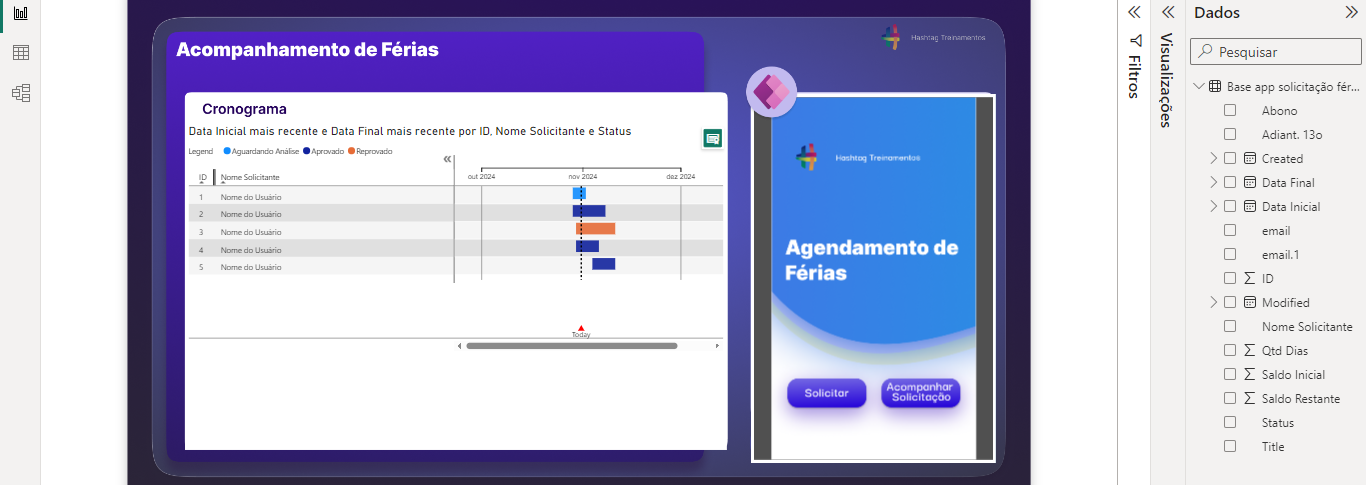 Acompanhamento de Férias
Hashtag Treinamentos
Cronograma
Data Inicial mais recente e Data Final mais recente por ID, Nome Solicitante e Status
Legend Aguardando Análise Aprovado Reprovado
ID Nome Solicitante out 2024 nov 2024 dez 2024
1 Nome do Usuário
2 Nome do Usuário
3 Nome do Usuário
4 Nome do Usuário
5 Nome do Usuário
Today
Hashtag Treinamentos
Agendamento de
Férias
Solicitar
Acompanhar
Solicitação
Filtros
Visualizações
Dados
Pesquisar
Base app solicitação fér...
Abono
Adiant. 13o
Created
Data Final
Data Inicial
email
email.1
ID
Modified
Nome Solicitante
Qtd Dias
Saldo Inicial
Saldo Restante
Status
Title